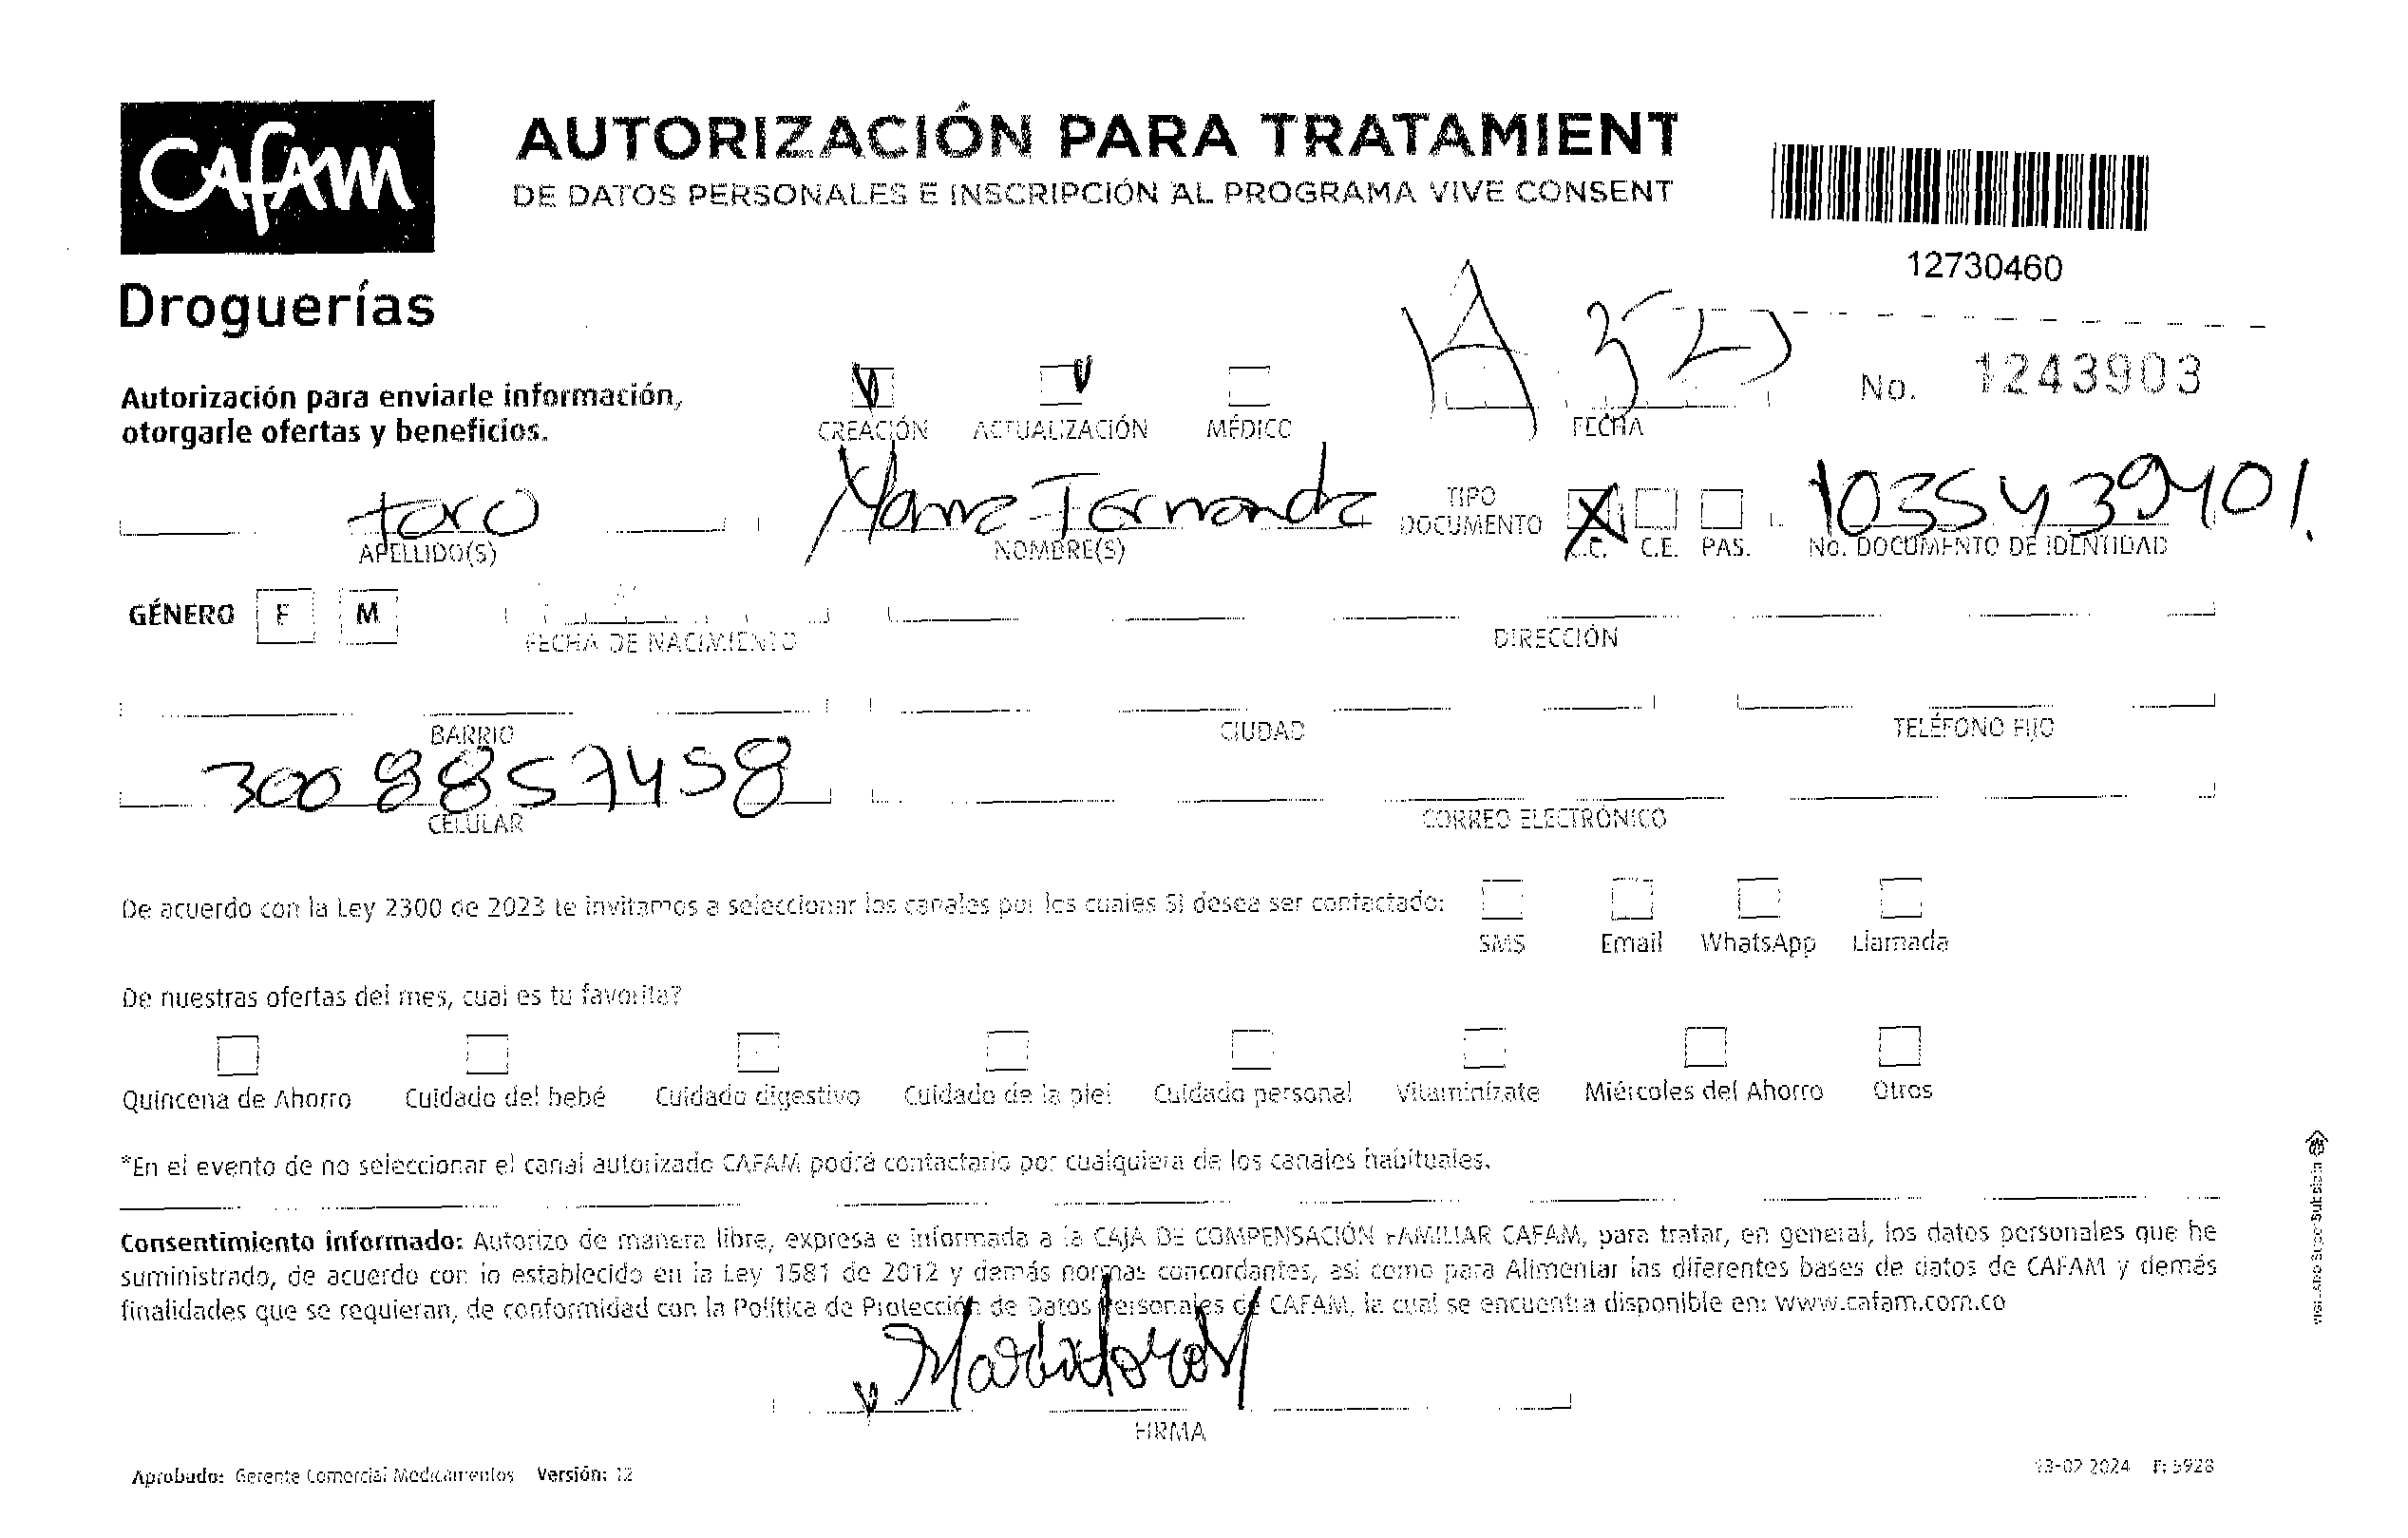 CAFAM
Droguerías
AUTORIZACIÓN PARA TRATAMIENT
DE DATOS PERSONALES E INSCRIPCIÓN AL PROGRAMA VIVE CONSENT
12730460
Autorización para enviarle información,
otorgarle ofertas y beneficios.
CREACIÓN ACTUALIZACIÓN MÉDICO
FECHA
No. 1243903
toro
APELLIDO(S)
NOMBRE(S)
TIPO
DOCUMENTO
C.C. C.E. PAS.
1035439401
No. DOCUMENTO DE IDENTIDAD
GÉNERO F M
FECHA DE NACIMIENTO
DIRECCIÓN
BARRIO
CIUDAD
TELÉFONO FIJO
300 8857458
CELULAR
CORREO ELECTRÓNICO
De acuerdo con la Ley 2300 de 2023 te invitamos a seleccionar los canales por los cuales SI desea ser contactado:
SMS Email WhatsApp Llamada
De nuestras ofertas del mes, cual es tu favorita?
Quincena de Ahorro Cuidado del bebé Cuidado digestivo Cuidado de la piel Cuidado personal Vitaminízate Miércoles del Ahorro Otros
*En el evento de no seleccionar el canal autorizado CAFAM podrá contactarlo por cualquiera de los canales habituales.
Consentimiento informado: Autorizo de manera libre, expresa e informada a la CAJA DE COMPENSACIÓN FAMILIAR CAFAM, para tratar, en general, los datos personales que he
suministrado, de acuerdo con lo establecido en la Ley 1581 de 2012 y demás normas concordantes, así como para Alimentar las diferentes bases de datos de CAFAM y demás
finalidades que se requieran, de conformidad con la Política de Protección de Datos Personales de CAFAM, la cual se encuentra disponible en: www.cafam.com.co
FIRMA
Aprobado: Gerente Comercial Medicamentos Versión: 12
13-02 2024 F: 5928
VIGILADO SuperSubsidio